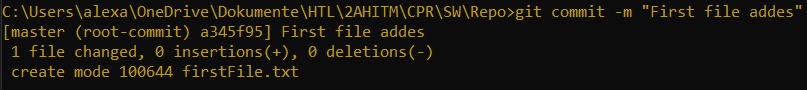 C:\Users\alexa\OneDrive\Dokumente\HTL\2AHITM\CPR\SW\Repo>git commit -m "First file addes"
[master (root-commit) a345f95] First file addes
 1 file changed, 0 insertions(+), 0 deletions(-)
 create mode 100644 firstFile.txt